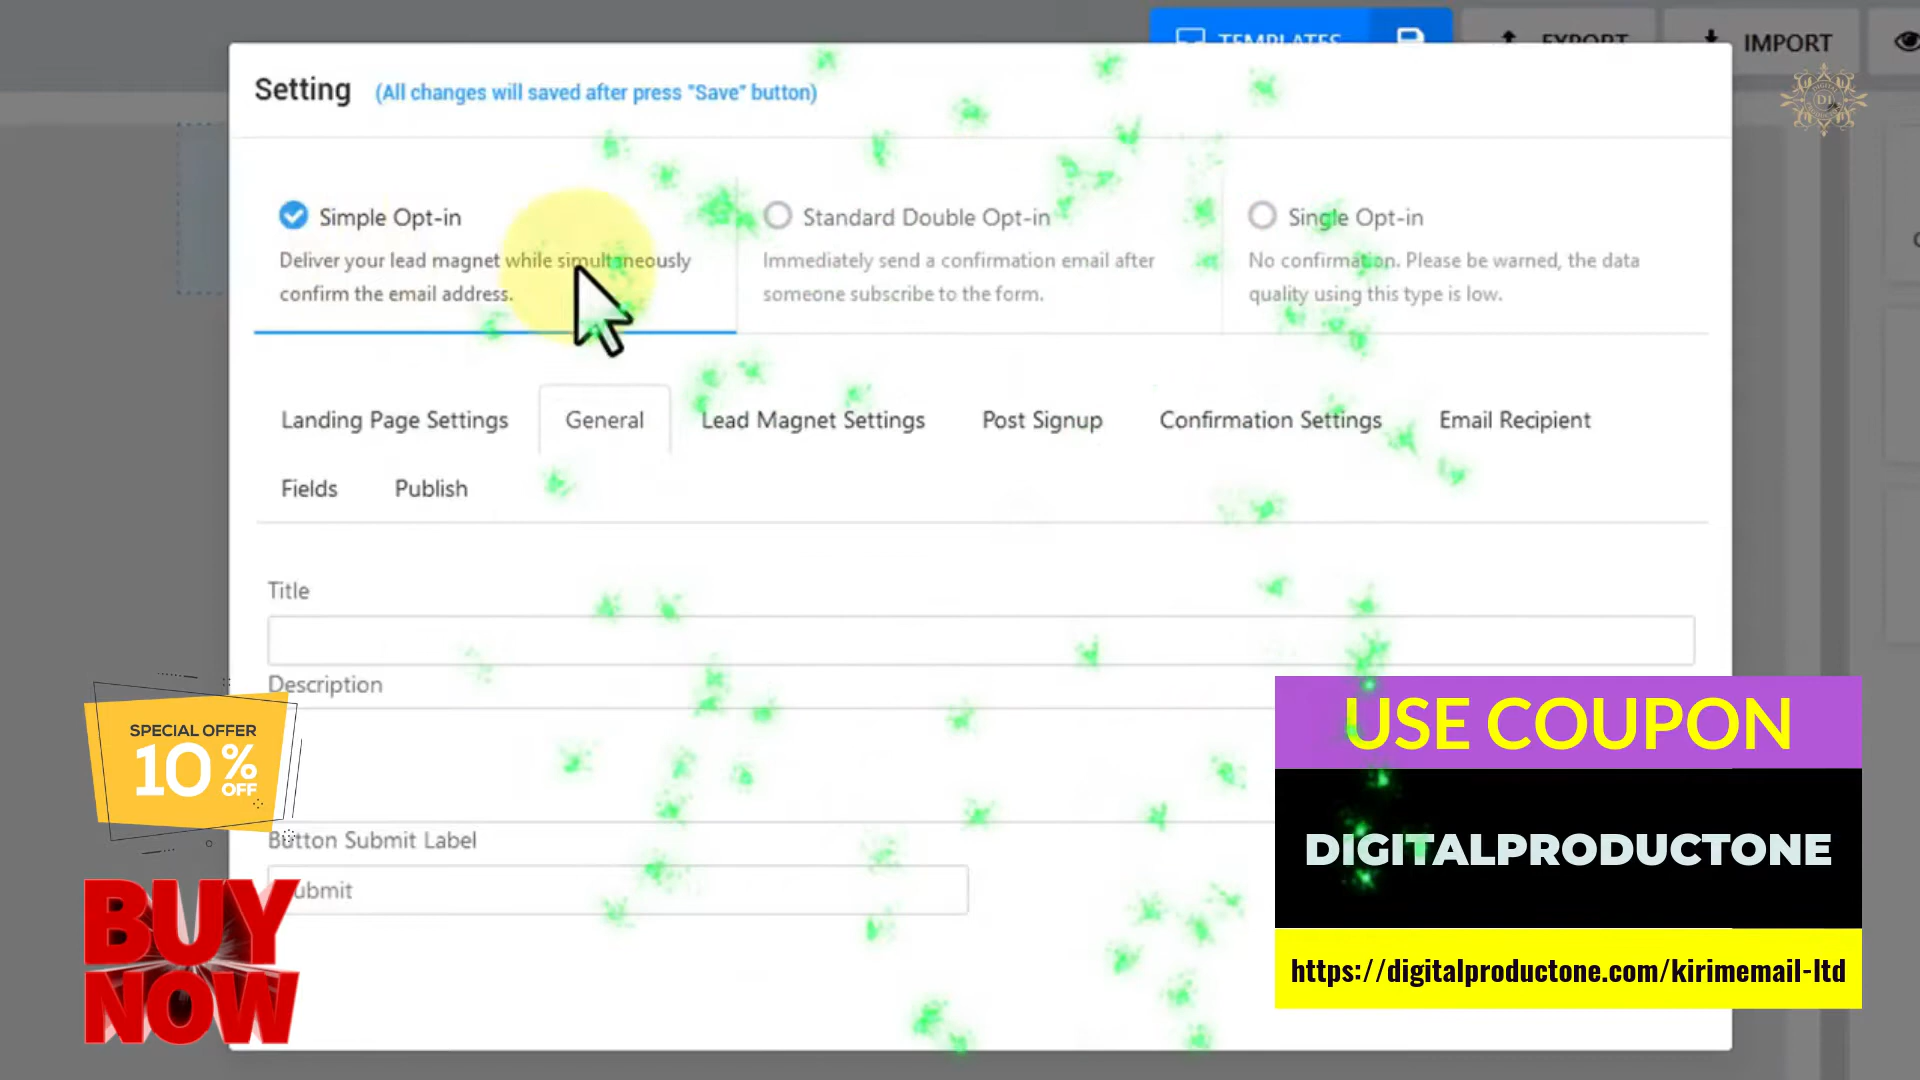 TEMPLATES
EXPORT
IMPORT
Setting (All changes will saved after press "Save" button)
Simple Opt-in
Deliver your lead magnet while simultaneously
confirm the email address.
Standard Double Opt-in
Immediately send a confirmation email after
someone subscribe to the form.
Single Opt-in
No confirmation. Please be warned, the data
quality using this type is low.
Landing Page Settings
General
Lead Magnet Settings
Post Signup
Confirmation Settings
Email Recipient
Fields
Publish
Title
Description
Button Submit Label
ubmit
SPECIAL OFFER
10%
OFF
BUY
NOW
USE COUPON
DIGITALPRODUCTONE
https://digitalproductone.com/kirimemail-ltd